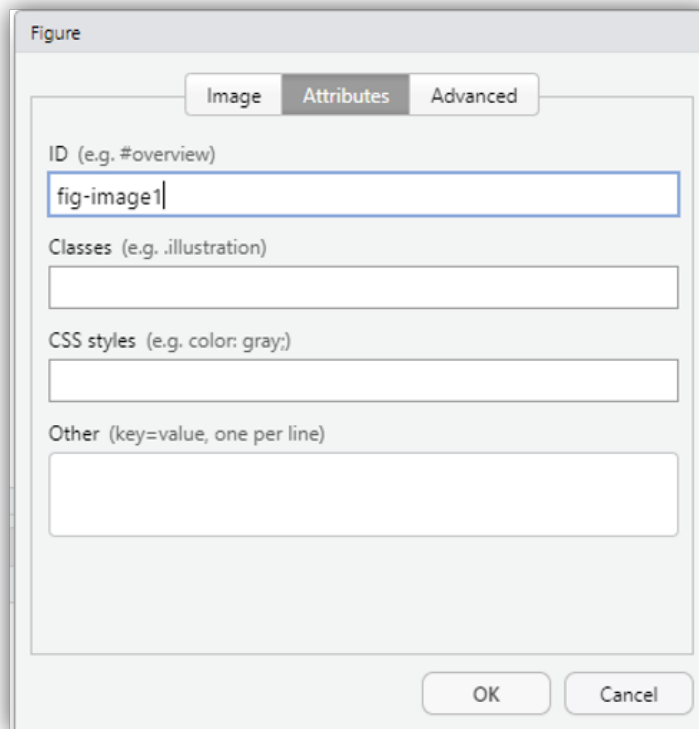 Figure
Image Attributes Advanced
ID (e.g. #overview)
fig-image1
Classes (e.g. .illustration)
CSS styles (e.g. color: gray;)
Other (key=value, one per line)
OK Cancel